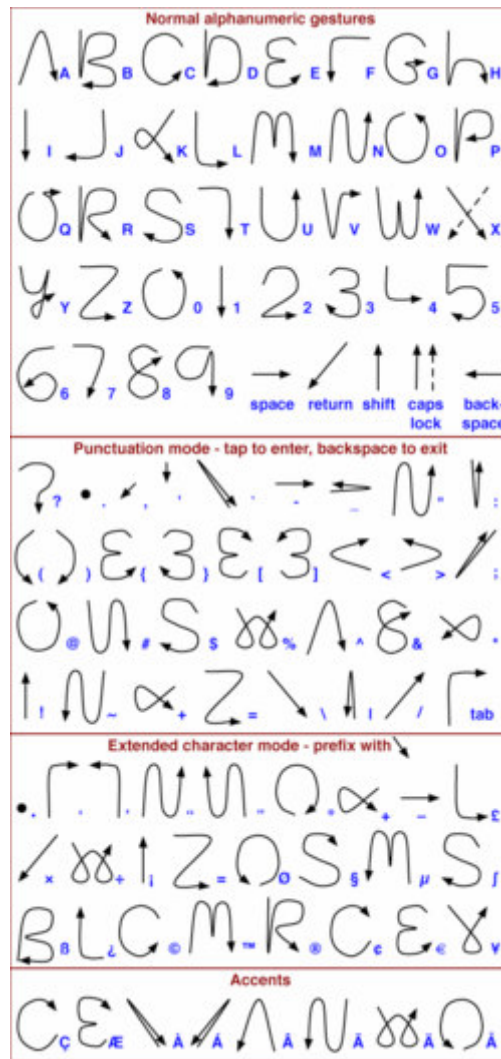 Normal alphanumeric gestures
A B C D E F G H
I J K L M N O P
Q R S T U V W X
Y Z 0 1 2 3 4 5
6 7 8 9 space return shift caps lock back-space
Punctuation mode - tap to enter, backspace to exit
? . , ' ` - _ " :
( ) { } [ ] < > ;
@ # $ % ^ & *
! ~ + = \ | / tab
Extended character mode - prefix with
• ‘ ’ “ ” ° + – £
× ÷ ¡ = Ø § µ ∫
ß ¿ © ™ ® ¢ € ¥
Accents
Ç Æ À Á Â Ã Ä Å